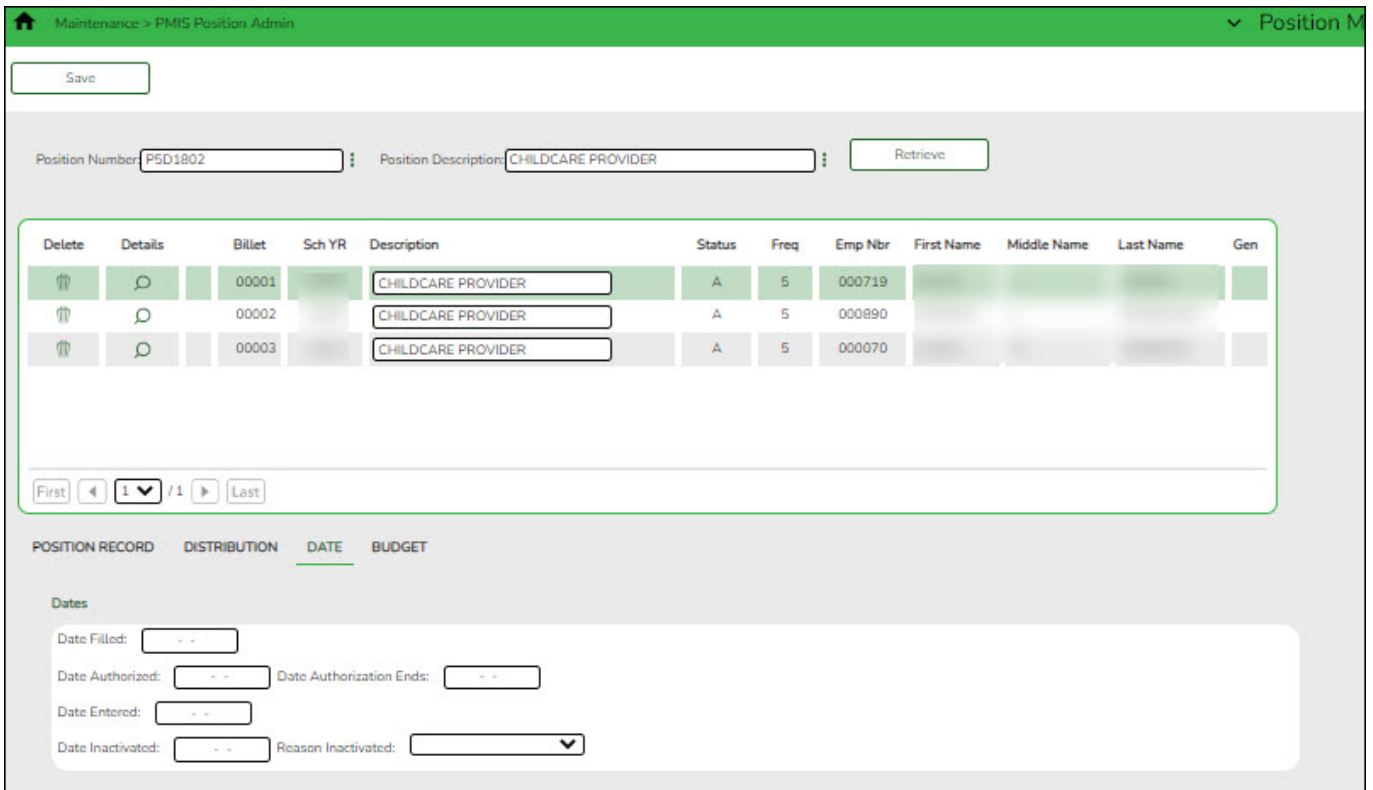 Maintenance > PMIS Position Admin Position M
Save
Position Number: P5D1802 Position Description: CHILDCARE PROVIDER Retrieve
Delete Details Billet Sch YR Description Status Freq Emp Nbr First Name Middle Name Last Name Gen
00001 CHILDCARE PROVIDER A 5 000719
00002 CHILDCARE PROVIDER A 5 000890
00003 CHILDCARE PROVIDER A 5 000070
First 1 / 1 Last
POSITION RECORD DISTRIBUTION DATE BUDGET
Dates
Date Filled: - -
Date Authorized: - - Date Authorization Ends: - -
Date Entered: - -
Date Inactivated: - - Reason Inactivated: